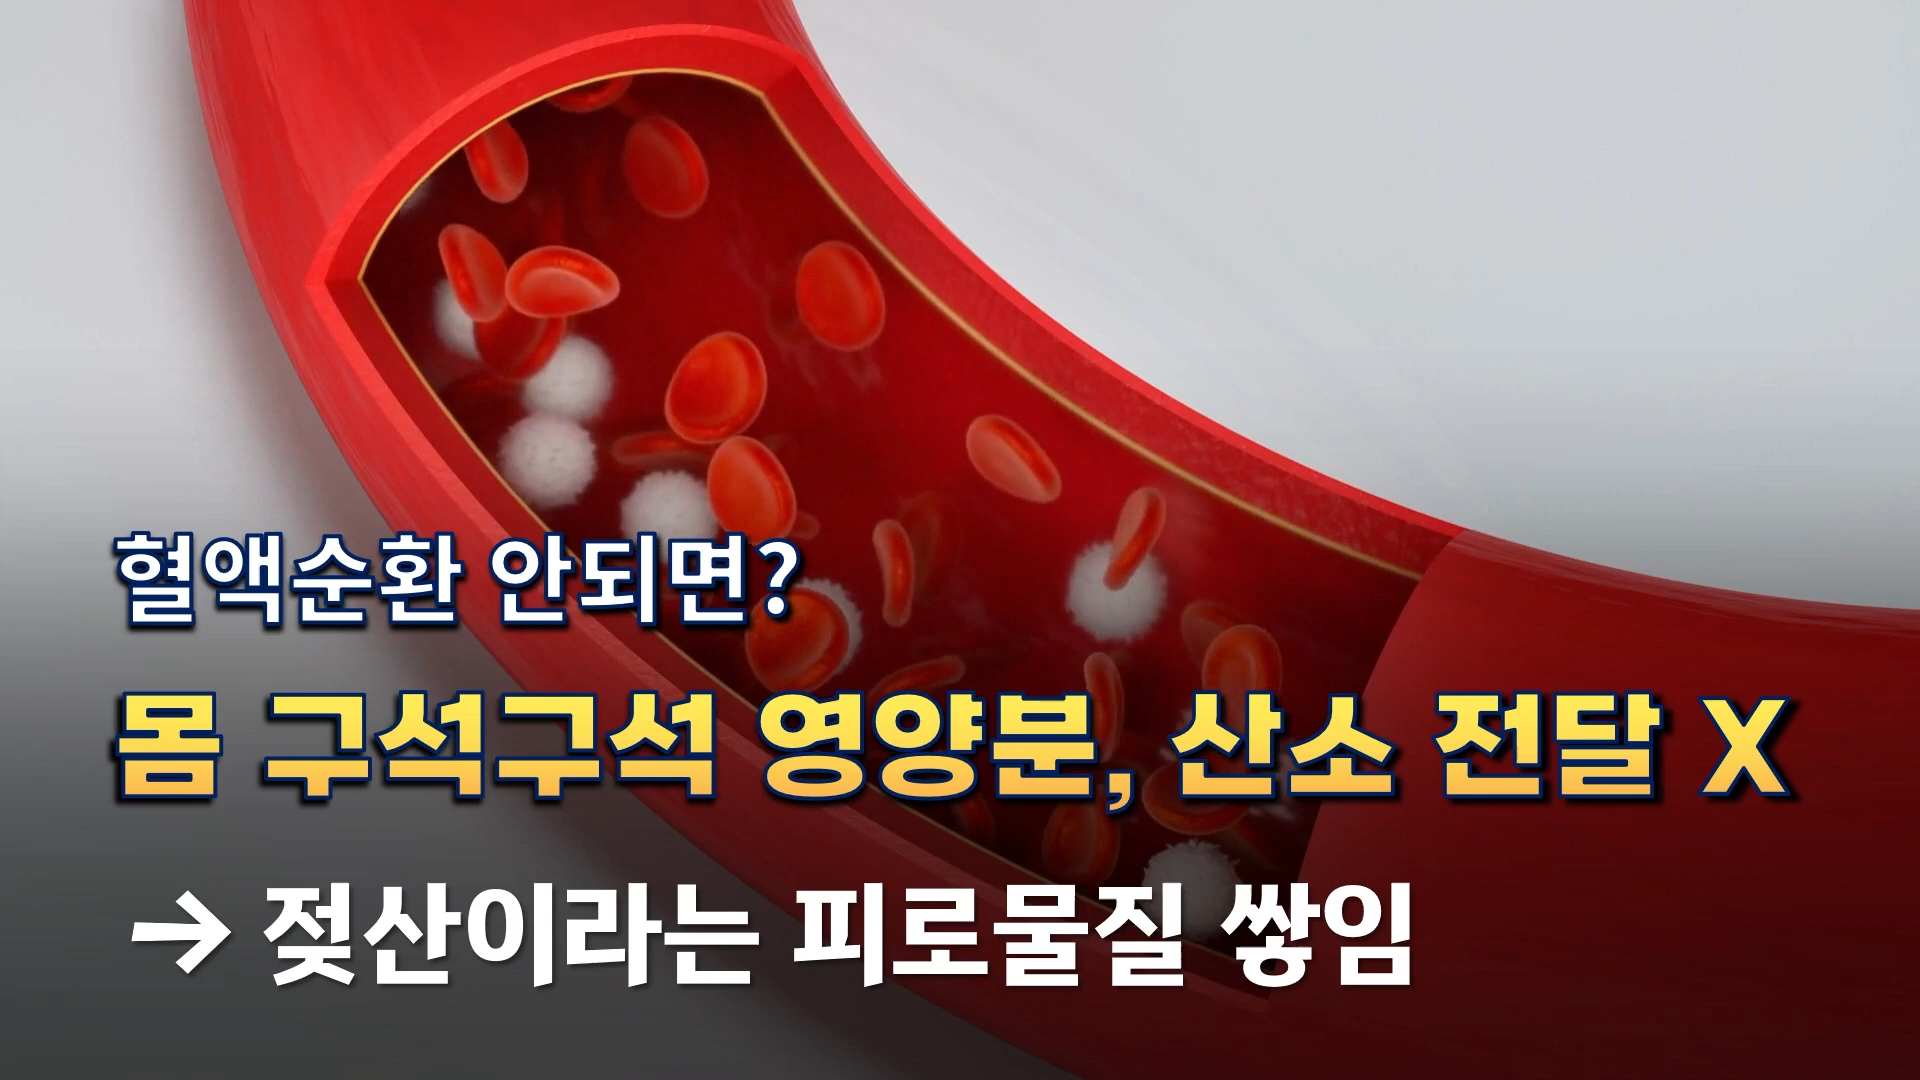 혈액순환 안되면?
몸 구석구석 영양분, 산소 전달 X
→ 젖산이라는 피로물질 쌓임